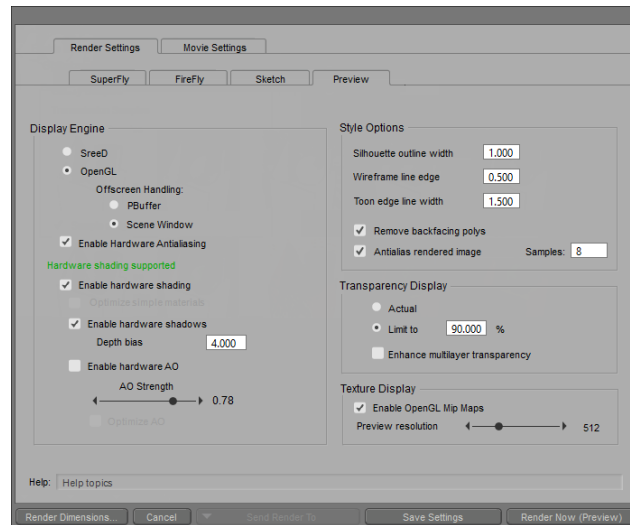 Render Settings
Movie Settings
SuperFly
FireFly
Sketch
Preview
Display Engine
SreeD
OpenGL
Offscreen Handling:
PBuffer
Scene Window
Enable Hardware Antialiasing
Hardware shading supported
Enable hardware shading
Optimize simple materials
Enable hardware shadows
Depth bias 4.000
Enable hardware AO
AO Strength
0.78
Optimize AO
Style Options
Silhouette outline width 1.000
Wireframe line edge 0.500
Toon edge line width 1.500
Remove backfacing polys
Antialias rendered image Samples: 8
Transparency Display
Actual
Limit to 90.000 %
Enhance multilayer transparency
Texture Display
Enable OpenGL Mip Maps
Preview resolution 512
Help: Help topics
Render Dimensions... Cancel Send Render To Save Settings Render Now (Preview)